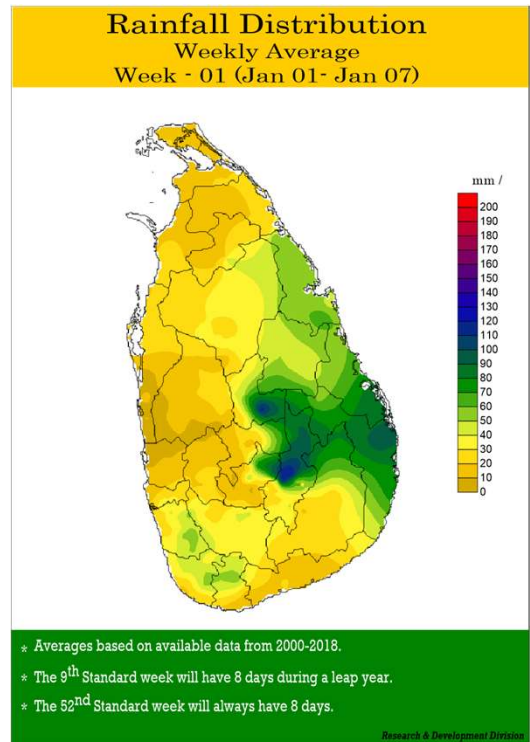 Rainfall Distribution
Weekly Average
Week - 01 (Jan 01- Jan 07)
mm /
200
190
180
170
160
150
140
130
120
110
100
90
80
70
60
50
40
30
20
10
0
* Averages based on available data from 2000-2018.
* The 9th Standard week will have 8 days during a leap year.
* The 52nd Standard week will always have 8 days.
Research & Development Division